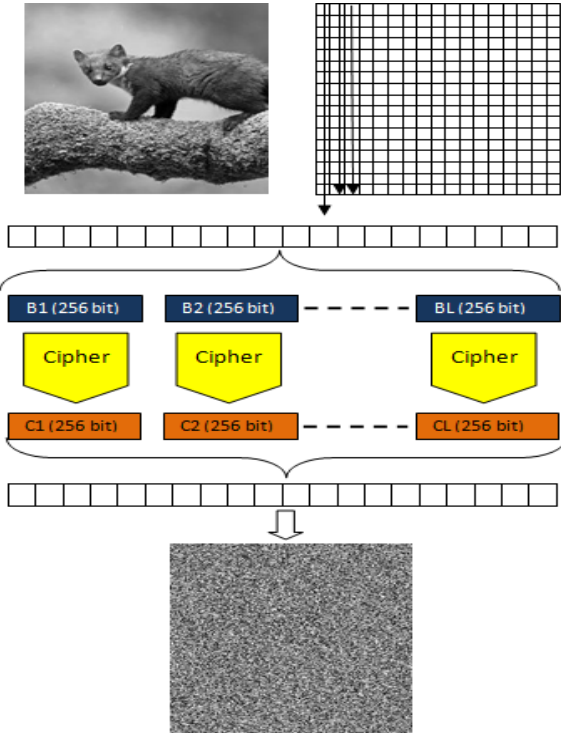 B1 (256 bit) B2 (256 bit) BL (256 bit)
Cipher Cipher Cipher
C1 (256 bit) C2 (256 bit) CL (256 bit)